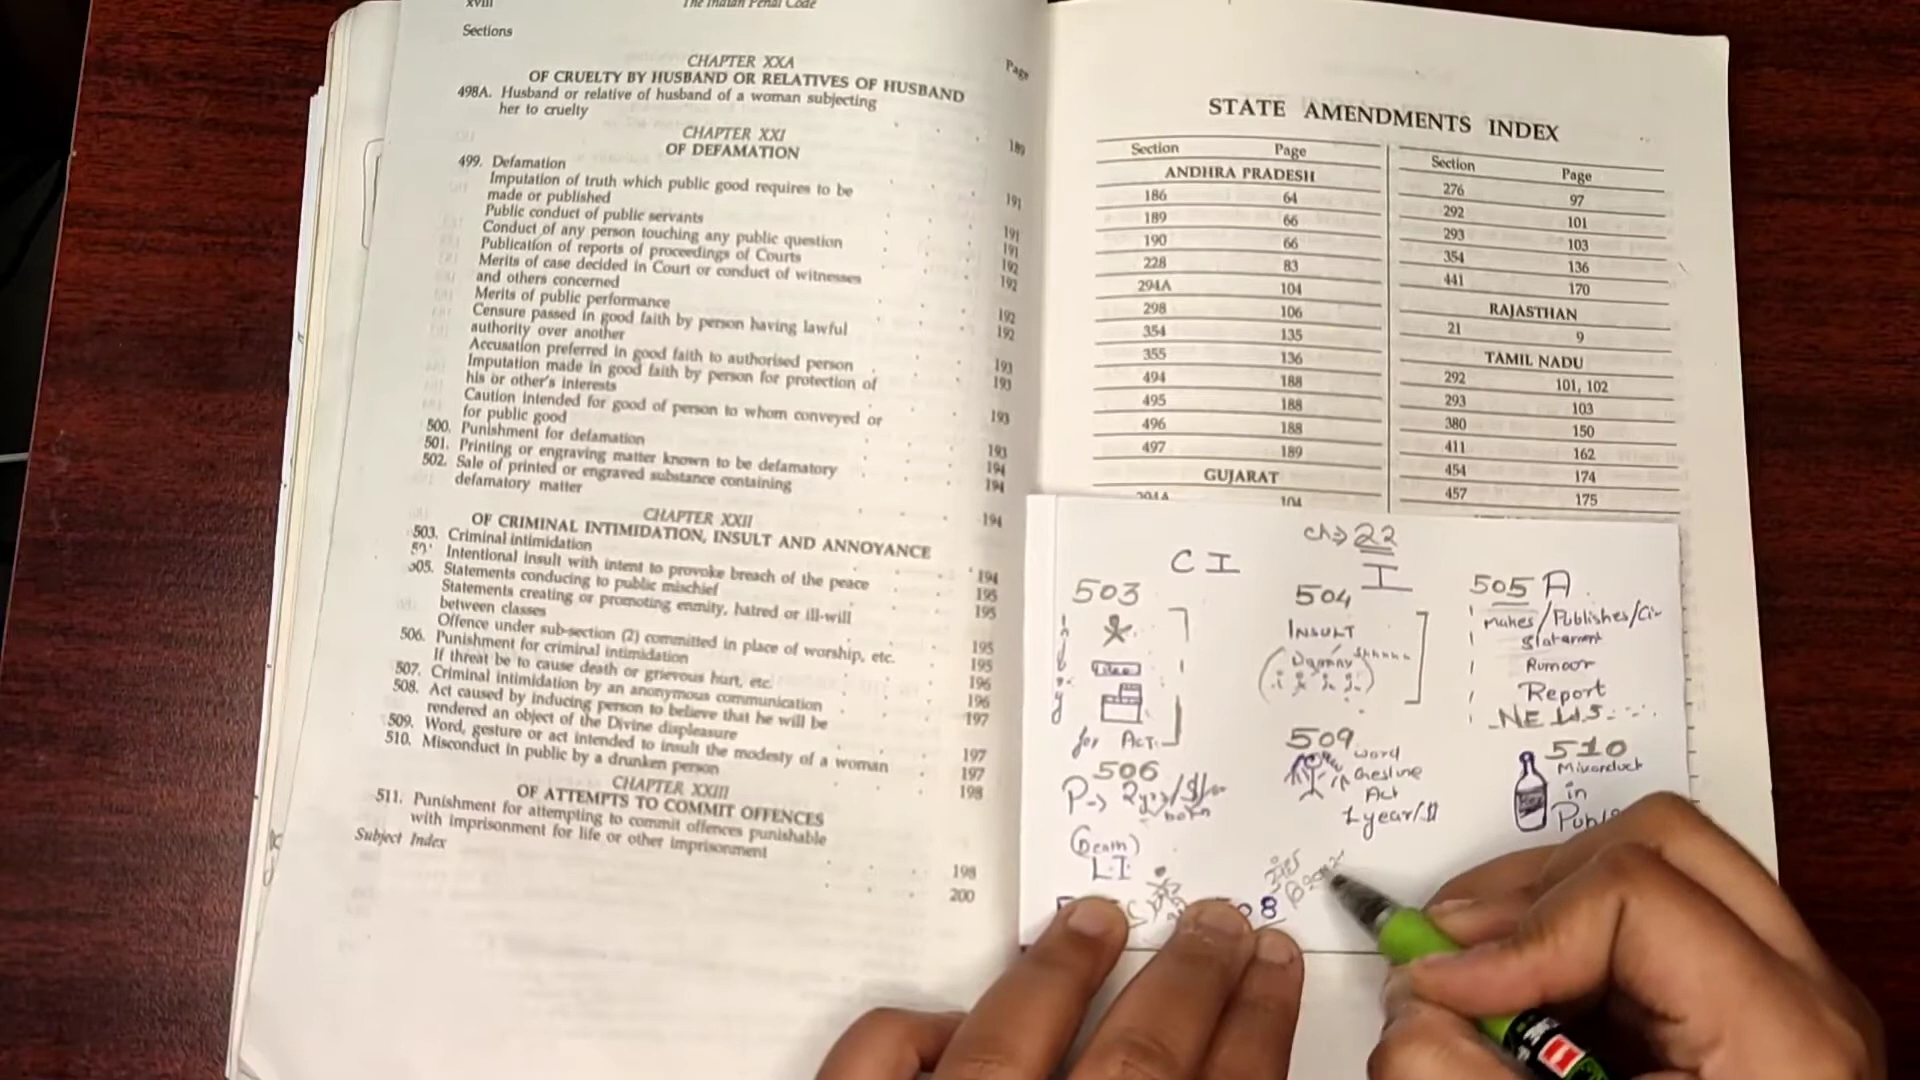 xviii The Indian Penal Code
Sections
Page
CHAPTER XXA
OF CRUELTY BY HUSBAND OR RELATIVES OF HUSBAND
498A. Husband or relative of husband of a woman subjecting
her to cruelty 189
CHAPTER XXI
OF DEFAMATION
499. Defamation 191
Imputation of truth which public good requires to be
made or published 191
Public conduct of public servants 191
Conduct of any person touching any public question 192
Publication of reports of proceedings of Courts 192
Merits of case decided in Court or conduct of witnesses
and others concerned 192
Merits of public performance 192
Censure passed in good faith by person having lawful
authority over another 193
Accusation preferred in good faith to authorised person 193
Imputation made in good faith by person for protection of
his or other's interests 193
Caution intended for good of person to whom conveyed or
for public good 193
500. Punishment for defamation 194
501. Printing or engraving matter known to be defamatory 194
502. Sale of printed or engraved substance containing
defamatory matter 194
CHAPTER XXII
OF CRIMINAL INTIMIDATION, INSULT AND ANNOYANCE
503. Criminal intimidation 194
Intentional insult with intent to provoke breach of the peace 195
505. Statements conducing to public mischief 195
Statements creating or promoting enmity, hatred or ill-will
between classes 195
Offence under sub-section (2) committed in place of worship, etc. 195
506. Punishment for criminal intimidation 196
If threat be to cause death or grievous hurt, etc. 196
507. Criminal intimidation by an anonymous communication 197
508. Act caused by inducing person to believe that he will be
rendered an object of the Divine displeasure 197
509. Word, gesture or act intended to insult the modesty of a woman 197
510. Misconduct in public by a drunken person 198
CHAPTER XXIII
OF ATTEMPTS TO COMMIT OFFENCES
511. Punishment for attempting to commit offences punishable
with imprisonment for life or other imprisonment 198
Subject Index 200
STATE AMENDMENTS INDEX
Section Page
ANDHRA PRADESH
186 64
189 66
190 66
228 83
294A 104
298 106
354 135
355 136
494 188
495 188
496 188
497 189
GUJARAT
294A 104
Section Page
276 97
292 101
293 103
354 136
441 170
RAJASTHAN
21 9
TAMIL NADU
292 101, 102
293 103
380 150
411 162
454 174
457 175
Ch⇒ 22
C I
I
503
for ACT.
504
INSULT
505 A
Makes/Publishes/Ci-
Statement
Rumoor
Report
NEWS
506
P→ 2yrs/$/
both
(Death)
L.I.
509
word
Gesture
Act
1 year/$
510
in
08